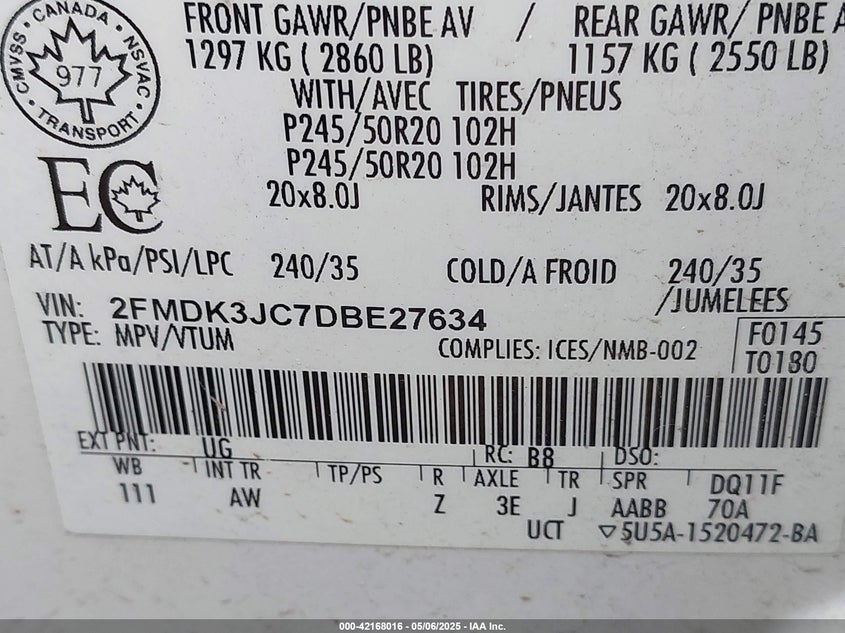 CMVSS · CANADA · NSVAC · TRANSPORT ·
977
FRONT GAWR/PNBE AV / REAR GAWR/ PNBE A
1297 KG ( 2860 LB) 1157 KG ( 2550 LB)
WITH/AVEC TIRES/PNEUS
P245/50R20 102H
P245/50R20 102H
EC
20x8.0J RIMS/JANTES 20x8.0J
AT/A kPa/PSI/LPC 240/35 COLD/A FROID 240/35
/JUMELEES
VIN: 2FMDK3JC7DBE27634
TYPE: MPV/VTUM COMPLIES: ICES/NMB-002
F0145
T0180
EXT PNT: UG RC: B8 DSO:
WB INT TR TP/PS R AXLE TR SPR DQ11F
111 AW Z 3E J AABB 70A
UCT ▽5U5A-1520472-BA
000-42168016 - 05/06/2025 - IAA Inc.